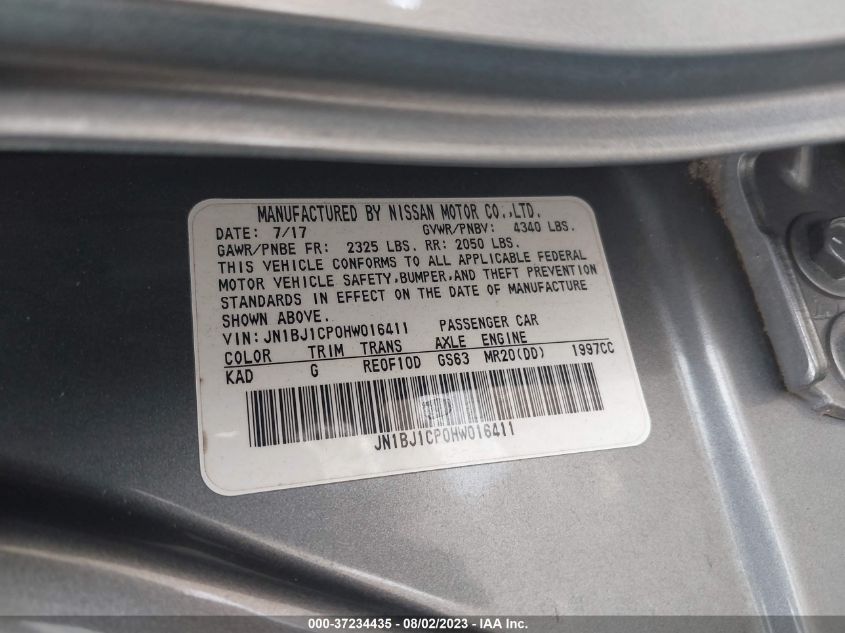 MANUFACTURED BY NISSAN MOTOR CO.,LTD.
DATE: 7/17 GVWR/PNBV: 4340 LBS.
GAWR/PNBE FR: 2325 LBS. RR: 2050 LBS.
THIS VEHICLE CONFORMS TO ALL APPLICABLE FEDERAL
MOTOR VEHICLE SAFETY,BUMPER,AND THEFT PREVENTION
STANDARDS IN EFFECT ON THE DATE OF MANUFACTURE
SHOWN ABOVE.
VIN: JN1BJ1CP0HW016411 PASSENGER CAR
COLOR TRIM TRANS AXLE ENGINE
KAD G RE0F10D GS63 MR20(DD) 1997CC
JN1BJ1CP0HW016411
000-37234435 - 08/02/2023 - WWW.IAAI.COM